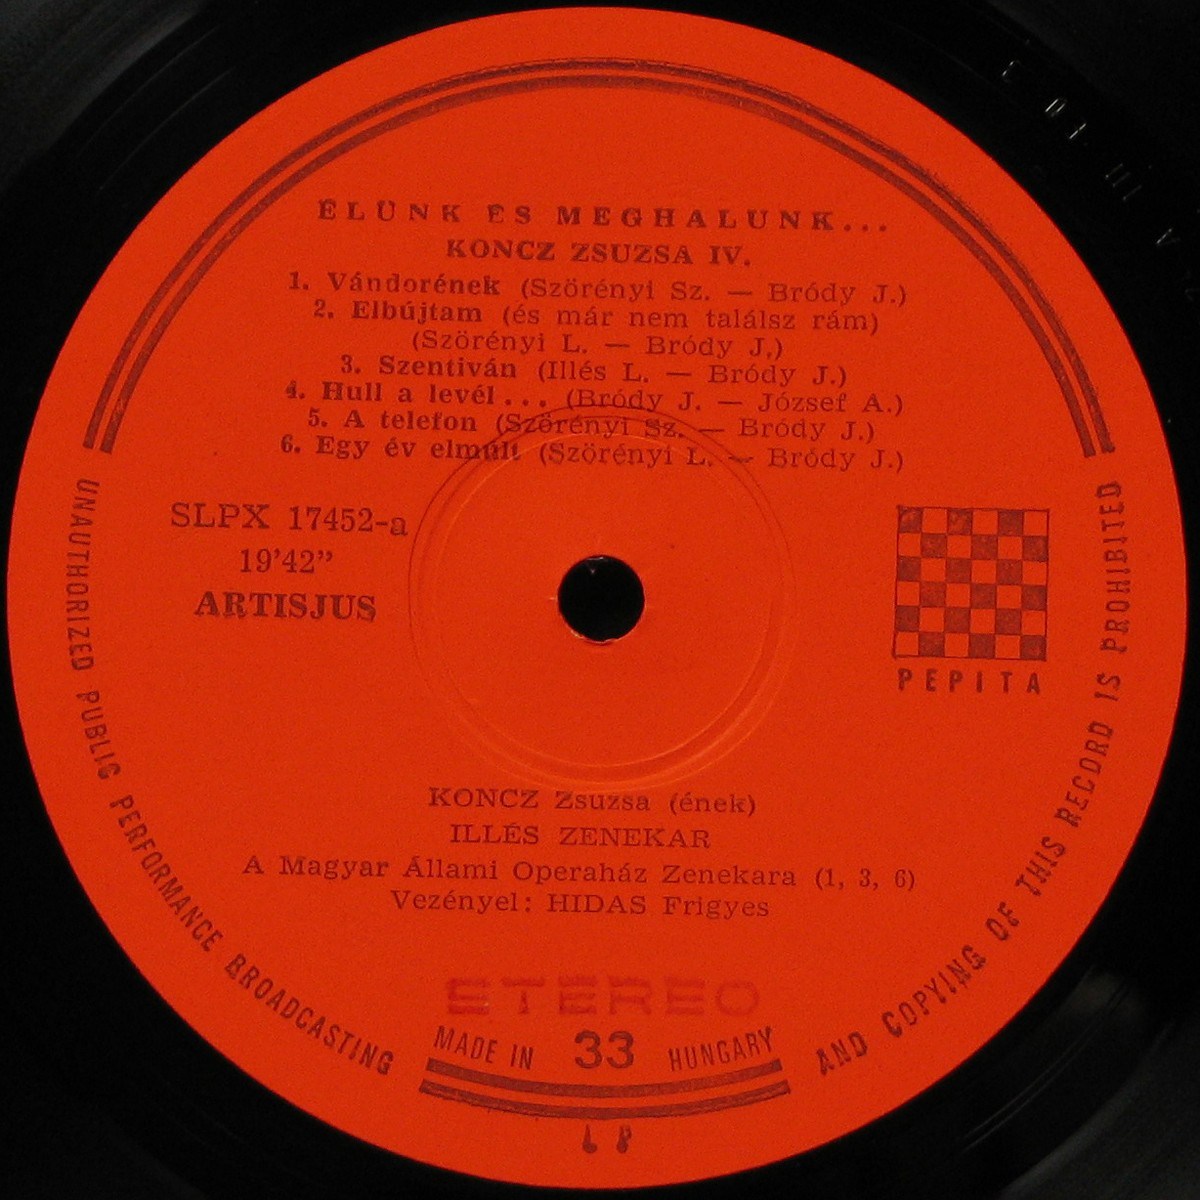 ÉLÜNK ÉS MEGHALUNK...
KONCZ ZSUZSA IV.
1. Vándorének (Szörényi Sz. — Bródy J.)
2. Elbújtam (és már nem találsz rám)
(Szörényi L. — Bródy J.)
3. Szentiván (Illés L. — Bródy J.)
4. Hull a levél... (Bródy J. — József A.)
5. A telefon (Szörényi Sz. — Bródy J.)
6. Egy év elmúlt (Szörényi L. — Bródy J.)
SLPX 17452-a
19'42"
ARTISJUS
PEPITA
KONCZ Zsuzsa (ének)
ILLÉS ZENEKAR
A Magyar Állami Operaház Zenekara (1, 3, 6)
Vezényel: HIDAS Frigyes
STEREO
MADE IN 33 HUNGARY
UNAUTHORIZED PUBLIC PERFORMANCE BROADCASTING AND COPYING OF THIS RECORD IS PROHIBITED